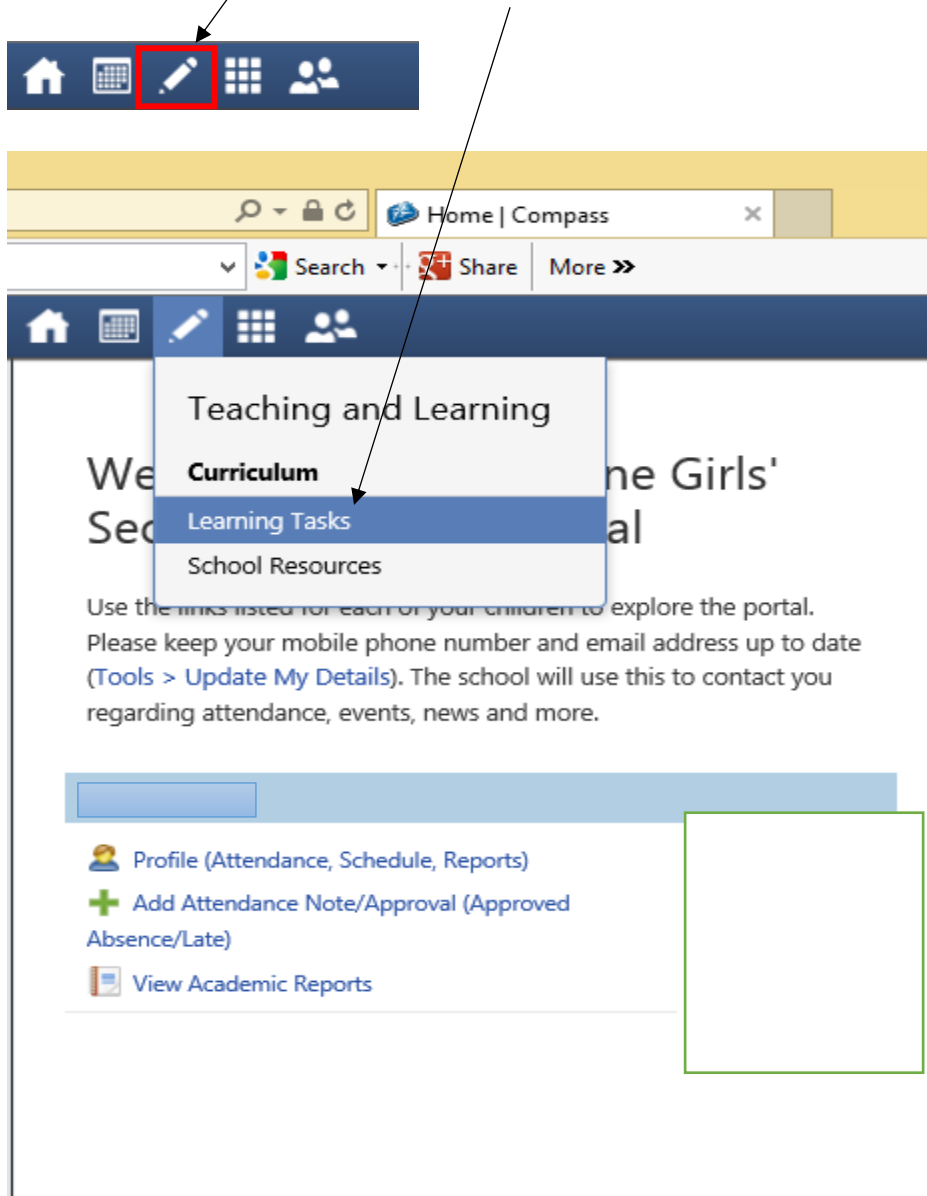 Home | Compass
Search
Share
More
Teaching and Learning
Curriculum
We
ne Girls'
Learning Tasks
Sec
al
School Resources
Use the links listed for each of your children to explore the portal.
Please keep your mobile phone number and email address up to date
(Tools > Update My Details). The school will use this to contact you
regarding attendance, events, news and more.
Profile (Attendance, Schedule, Reports)
Add Attendance Note/Approval (Approved
Absence/Late)
View Academic Reports